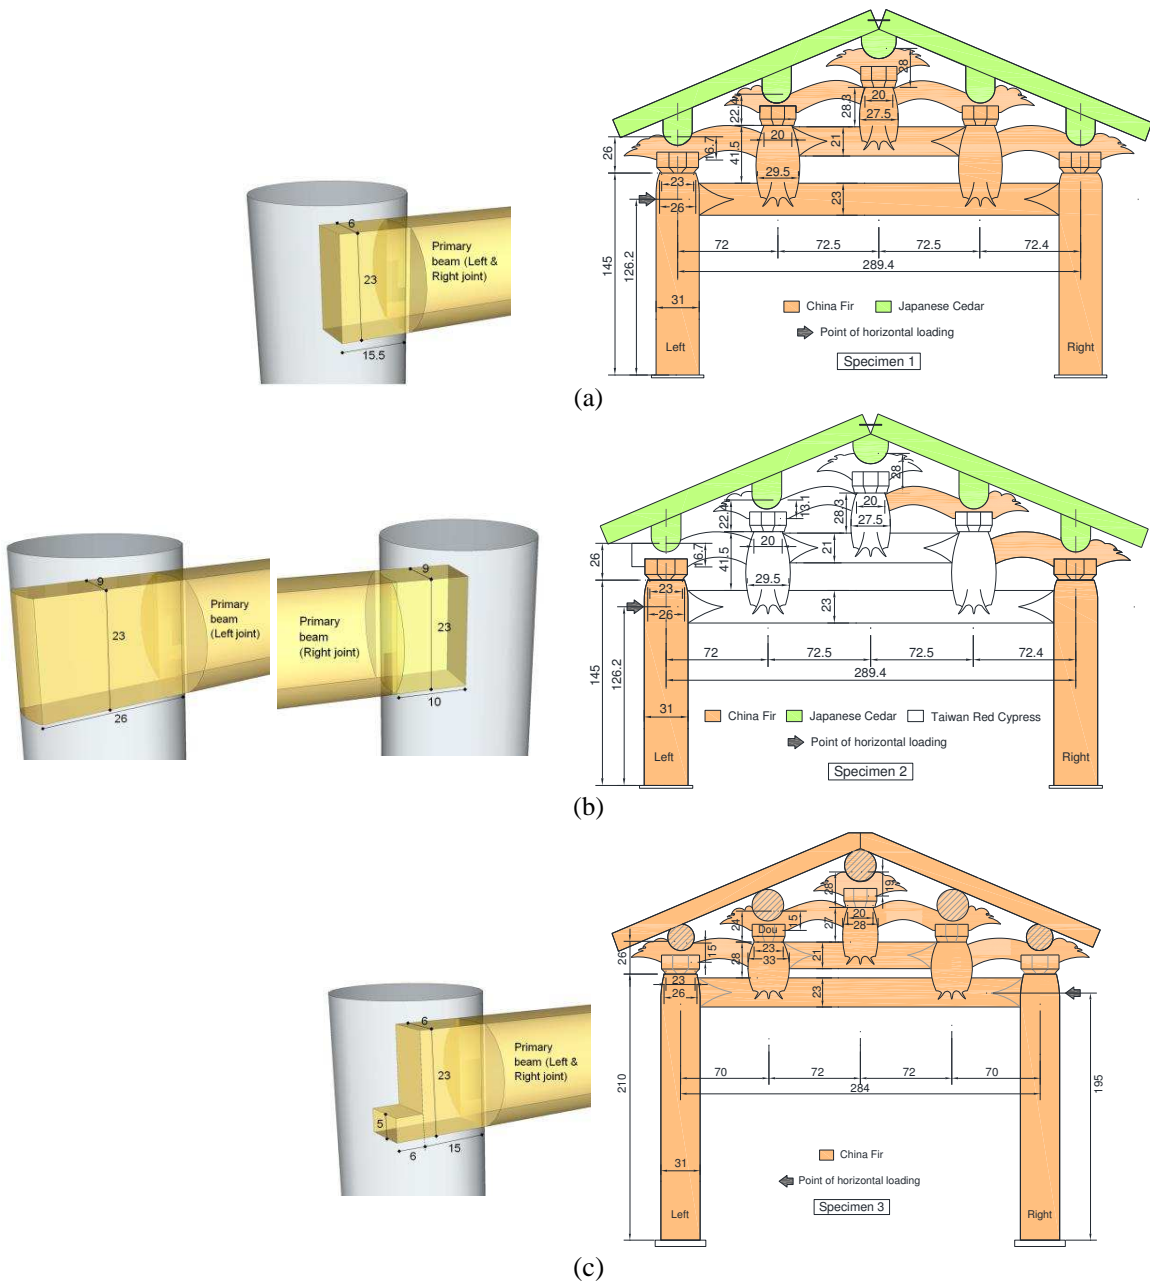 6
23
15.5
Primary
beam (Left &
Right joint)
28
20
27.5
28.3
22.4
20
16.7
41.5
21
26
29.5
23
26
23
72
72.5
72.5
72.4
289.4
145
126.2
31
China Fir
Japanese Cedar
Point of horizontal loading
Left
Right
Specimen 1
(a)
9
23
26
Primary
beam
(Left joint)
9
23
10
Primary
beam
(Right joint)
28
20
27.5
28.3
13.1
22.4
20
16.7
41.5
21
26
29.5
23
26
23
72
72.5
72.5
72.4
289.4
145
126.2
31
China Fir
Japanese Cedar
Taiwan Red Cypress
Point of horizontal loading
Left
Right
Specimen 2
(b)
6
23
5
6
15
Primary
beam (Left &
Right joint)
28
19
20
28
27
15
24
Dou
23
33
28
15
26
21
23
26
23
70
72
72
70
284
210
195
31
China Fir
Point of horizontal loading
Left
Right
Specimen 3
(c)